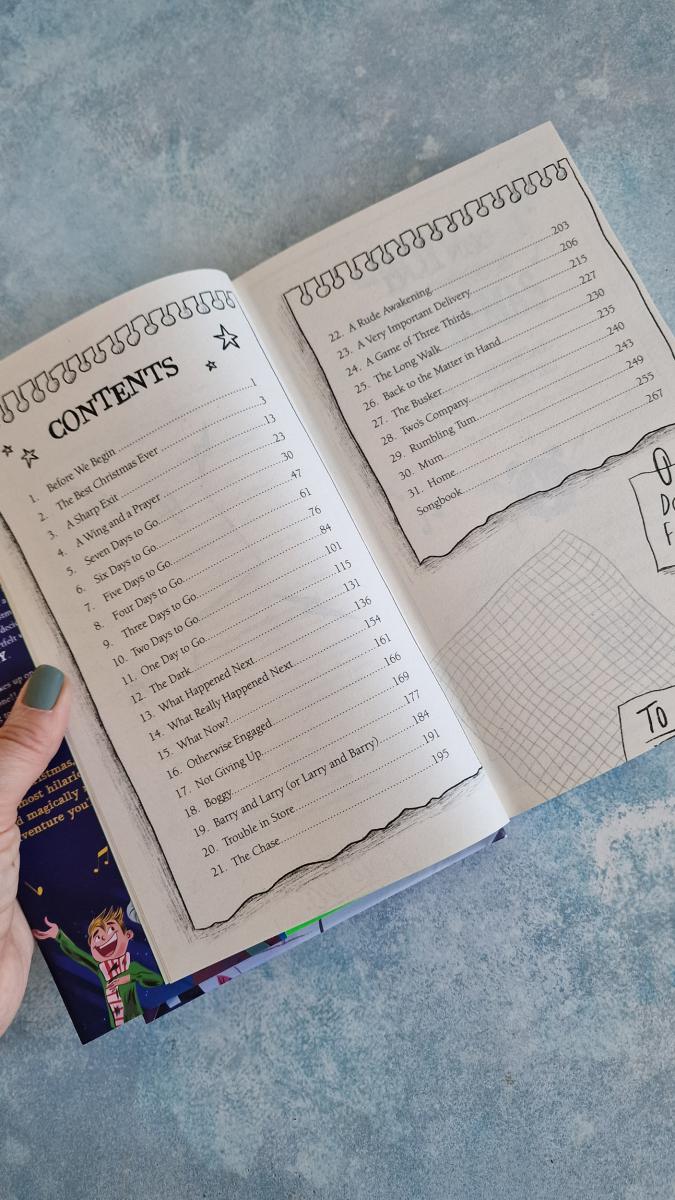 CONTENTS
1. Before We Begin 1
2. The Best Christmas Ever 3
3. A Sharp Exit 13
4. A Wing and a Prayer 23
5. Seven Days to Go 30
6. Six Days to Go 47
7. Five Days to Go 61
8. Four Days to Go 76
9. Three Days to Go 84
10. Two Days to Go 101
11. One Day to Go 115
12. The Dark 131
13. What Happened Next 136
14. What Really Happened Next 154
15. What Now? 161
16. Otherwise Engaged 166
17. Not Giving Up 169
18. Boggy 177
19. Barry and Larry (or Larry and Barry) 184
20. Trouble in Store 191
21. The Chase 195
22. A Rude Awakening 203
23. A Very Important Delivery 206
24. A Game of Three Thirds 215
25. The Long Walk 227
26. Back to the Matter in Hand 230
27. The Busker 235
28. Two's Company 240
29. Rumbling Tum 243
30. Mum 249
31. Home 255
Songbook 267
TO